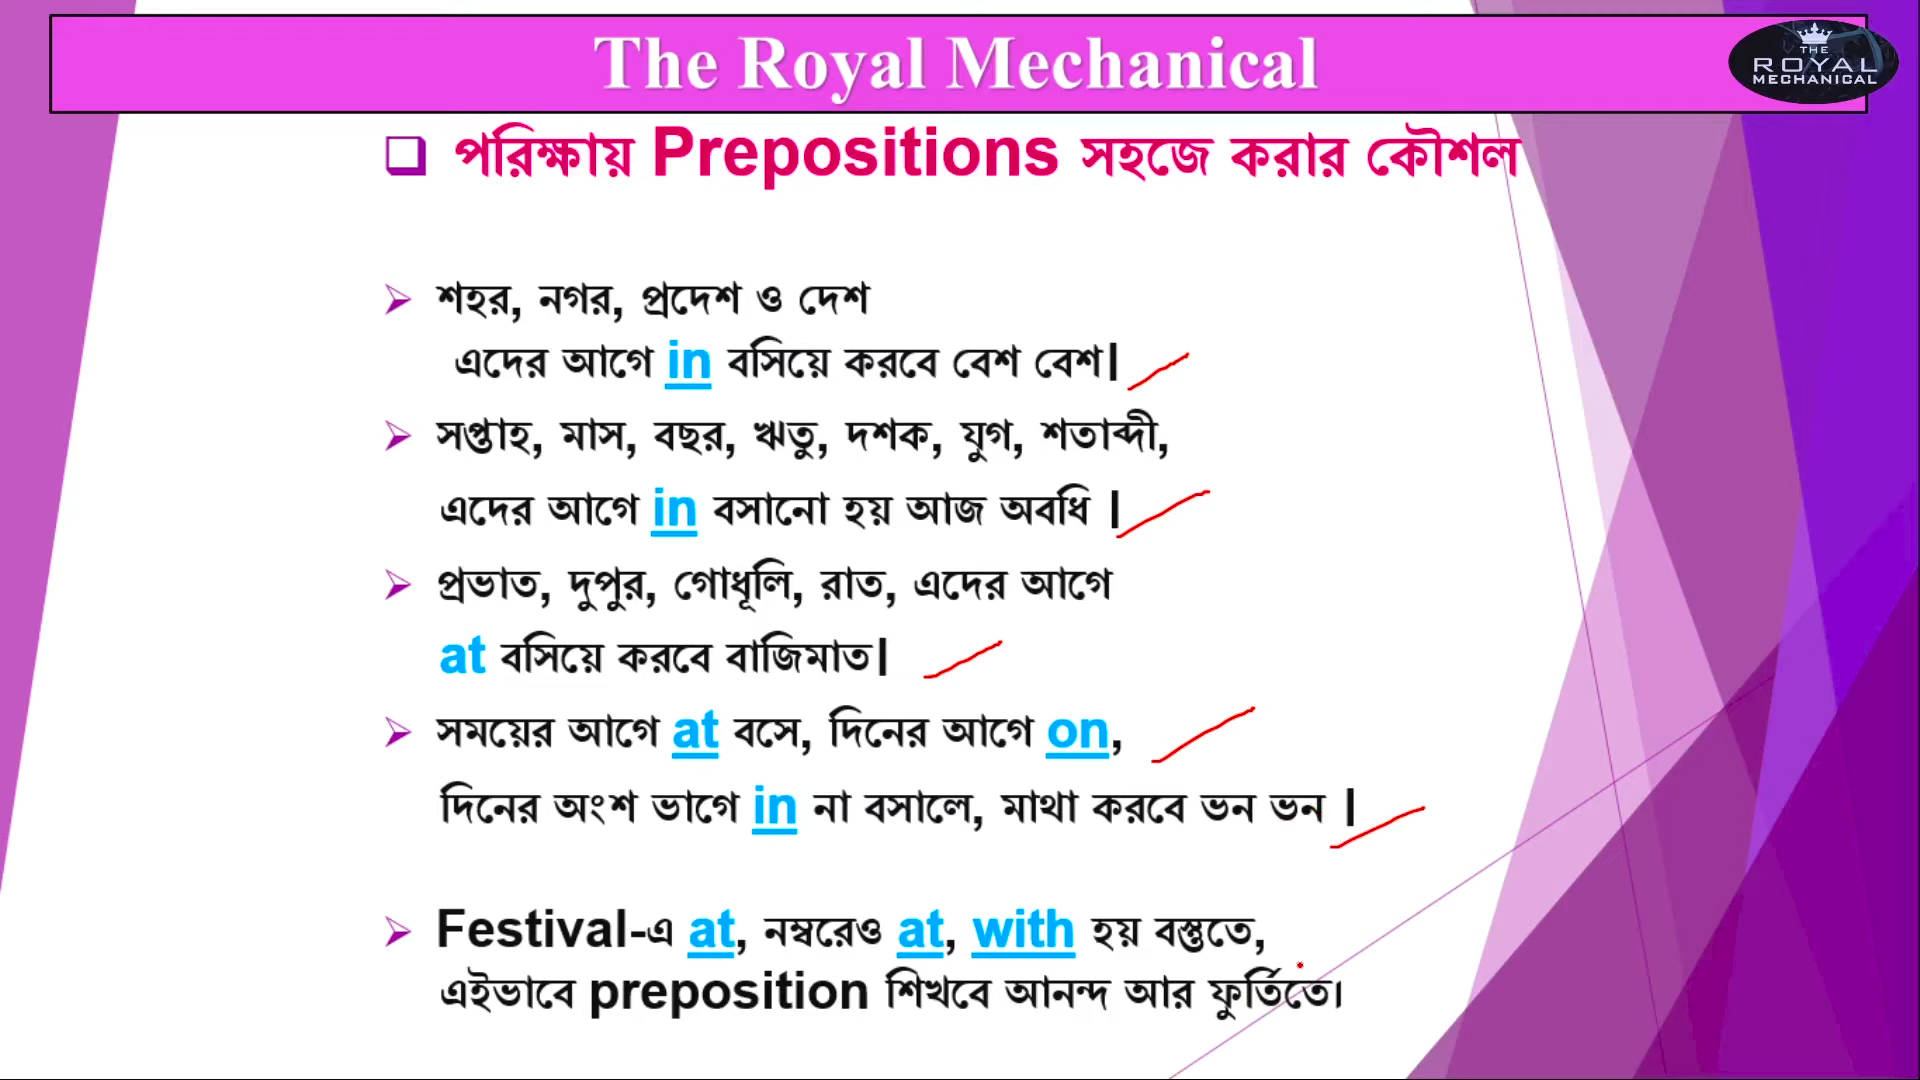 The Royal Mechanical
THE
ROYAL
MECHANICAL
পরিক্ষায় Prepositions সহজে করার কৌশল
শহর, নগর, প্রদেশ ও দেশ
এদের আগে in বসিয়ে করবে বেশ বেশ|
সপ্তাহ, মাস, বছর, ঋতু, দশক, যুগ, শতাব্দী,
এদের আগে in বসানো হয় আজ অবধি |
প্রভাত, দুপুর, গোধূলি, রাত, এদের আগে
at বসিয়ে করবে বাজিমাত|
সময়ের আগে at বসে, দিনের আগে on,
দিনের অংশ ভাগে in না বসালে, মাথা করবে ভন ভন |
Festival-এ at, নম্বরেও at, with হয় বস্তুতে,
এইভাবে preposition শিখবে আনন্দ আর ফুর্তিতে।